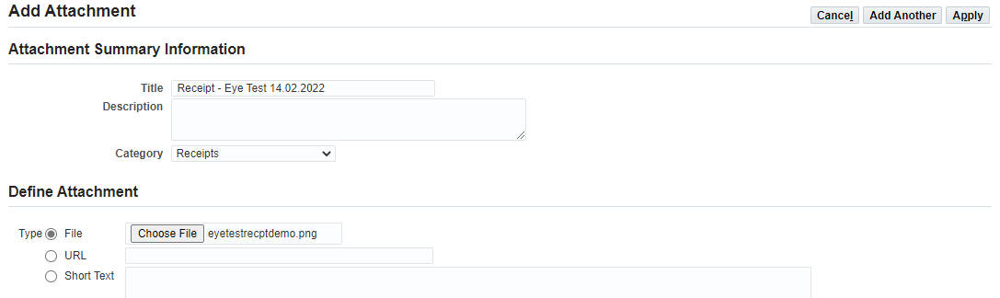 Add Attachment
Cancel Add Another Apply
Attachment Summary Information
Title Receipt - Eye Test 14.02.2022
Description
Category Receipts
Define Attachment
Type File Choose File eyetestrecptdemo.png
URL
Short Text